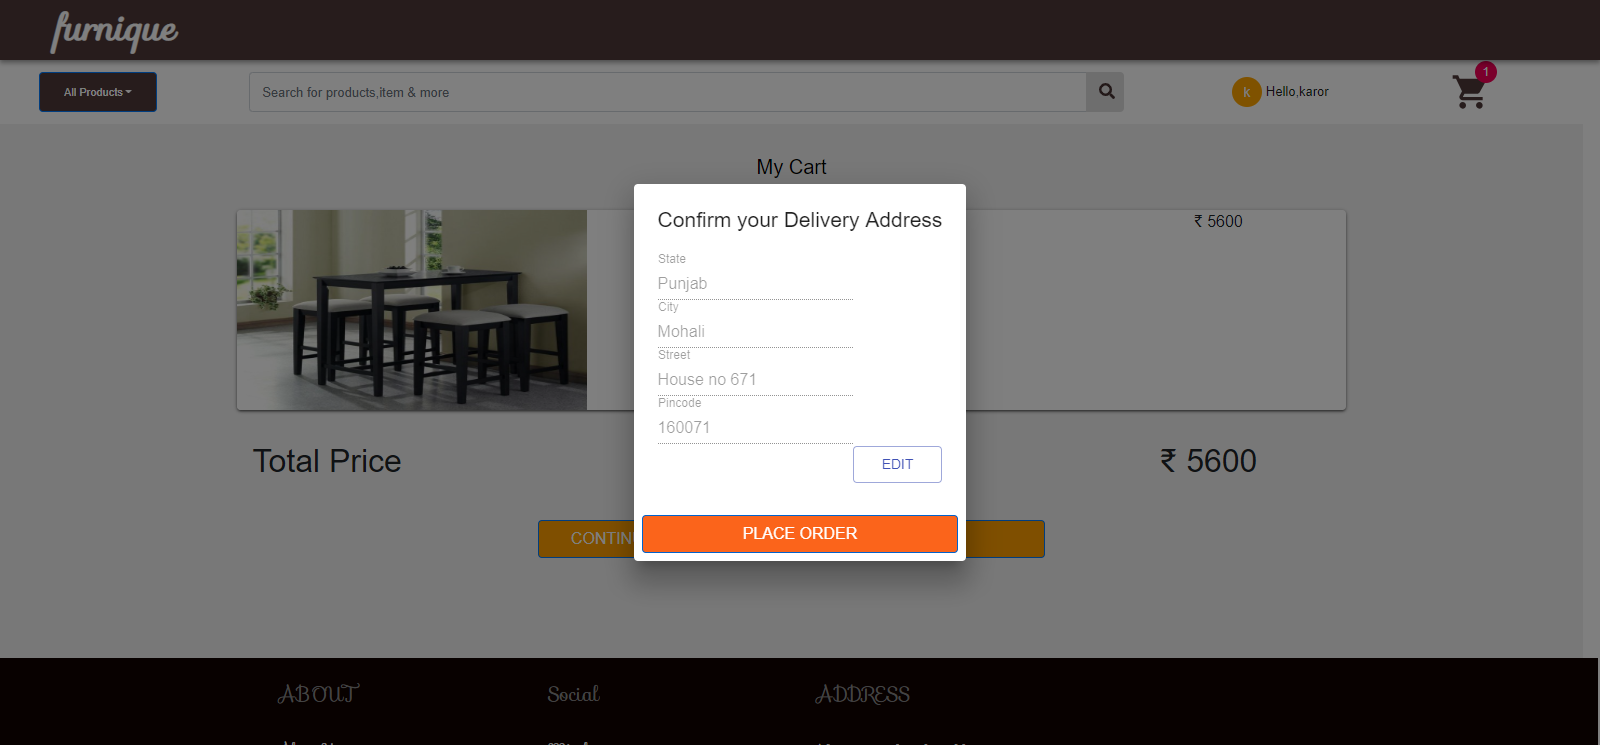 furnique
All Products
Search for products,item & more
k Hello,karor
1
My Cart
₹ 5600
Confirm your Delivery Address
State
Punjab
City
Mohali
Street
House no 671
Pincode
160071
EDIT
Total Price
₹ 5600
PLACE ORDER
ABOUT
Social
ADDRESS